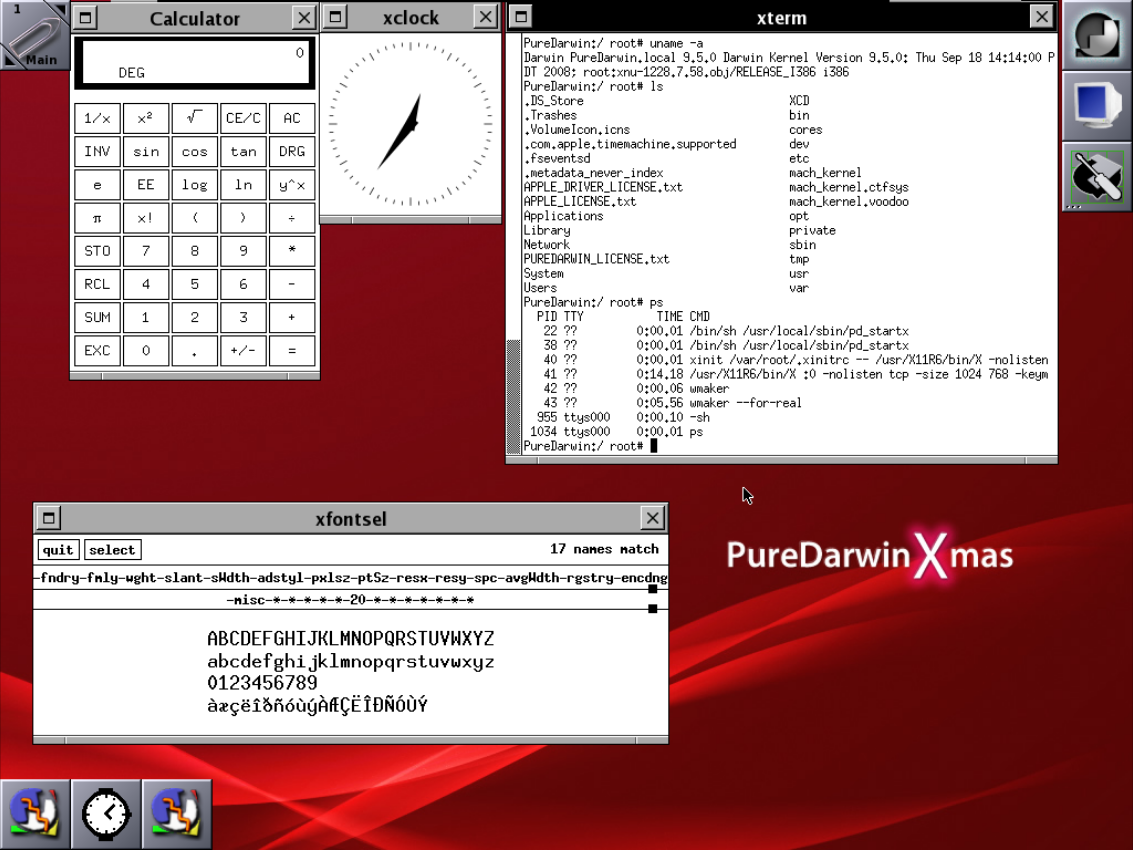 1
Main
Calculator
0
DEG
1/x x² √ CE/C AC
INV sin cos tan DRG
e EE log ln y^x
π x! ( ) ÷
STO 7 8 9 *
RCL 4 5 6 -
SUM 1 2 3 +
EXC 0 . +/- =
xclock
xterm
PureDarwin:/ root# uname -a
Darwin PureDarwin.local 9.5.0 Darwin Kernel Version 9.5.0: Thu Sep 18 14:14:00 P
DT 2008; root:xnu-1228.7.58.obj/RELEASE_I386 i386
PureDarwin:/ root# ls
.DS_Store XCD
.Trashes bin
.VolumeIcon.icns cores
.com.apple.timemachine.supported dev
.fseventsd etc
.metadata_never_index mach_kernel
APPLE_DRIVER_LICENSE.txt mach_kernel.ctfsys
APPLE_LICENSE.txt mach_kernel.voodoo
Applications opt
Library private
Network sbin
PUREDARWIN_LICENSE.txt tmp
System usr
Users var
PureDarwin:/ root# ps
PID TTY TIME CMD
22 ?? 0:00.01 /bin/sh /usr/local/sbin/pd_startx
38 ?? 0:00.01 /bin/sh /usr/local/sbin/pd_startx
40 ?? 0:00.01 xinit /var/root/.xinitrc -- /usr/X11R6/bin/X -nolisten
41 ?? 0:14.18 /usr/X11R6/bin/X :0 -nolisten tcp -size 1024 768 -keym
42 ?? 0:00.06 wmaker
43 ?? 0:05.56 wmaker --for-real
955 ttys000 0:00.10 -sh
1034 ttys000 0:00.01 ps
PureDarwin:/ root#
xfontsel
quit select 17 names match
-fndry-fmly-wght-slant-sWdth-adstyl-pxlsz-ptSz-resx-resy-spc-avgWdth-rgstry-encdng
-misc-*-*-*-*-*-20-*-*-*-*-*-*-*
ABCDEFGHIJKLMNOPQRSTUVWXYZ
abcdefghijklmnopqrstuvwxyz
0123456789
àæçëîðñóùýÀÆÇËÎÐÑÓÙÝ
PureDarwin Xmas